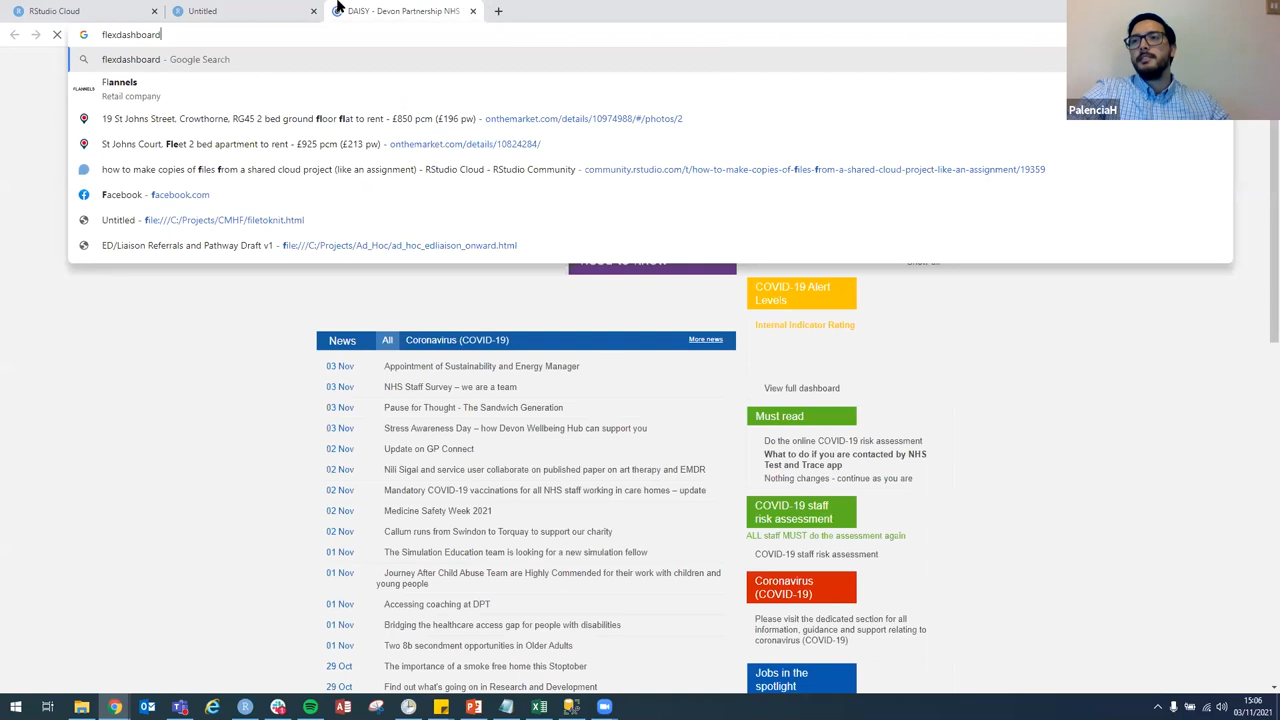 RStudio Cloud
Untitled
DAISY - Devon Partnership NHS
flexdashboard
flexdashboard - Google Search
Flannels
FLANNELS
Retail company
19 St Johns Street, Crowthorne, RG45 2 bed ground floor flat to rent - £850 pcm (£196 pw) - onthemarket.com/details/10974988/#/photos/2
St Johns Court, Fleet 2 bed apartment to rent - £925 pcm (£213 pw) - onthemarket.com/details/10824284/
how to make copies of files from a shared cloud project (like an assignment) - RStudio Cloud - RStudio Community - community.rstudio.com/t/how-to-make-copies-of-files-from-a-shared-cloud-project-like-an-assignment/19359
Facebook - facebook.com
Untitled - file:///C:/Projects/CMHF/filetoknit.html
ED/Liaison Referrals and Pathway Draft v1 - file:///C:/Projects/Ad_Hoc/ad_hoc_edliaison_onward.html
PalenciaH
COVID-19 Alert
Levels
Internal Indicator Rating
View full dashboard
News All Coronavirus (COVID-19) More news
03 Nov Appointment of Sustainability and Energy Manager
03 Nov NHS Staff Survey – we are a team
03 Nov Pause for Thought - The Sandwich Generation
03 Nov Stress Awareness Day – how Devon Wellbeing Hub can support you
02 Nov Update on GP Connect
02 Nov Nili Sigal and service user collaborate on published paper on art therapy and EMDR
02 Nov Mandatory COVID-19 vaccinations for all NHS staff working in care homes – update
02 Nov Medicine Safety Week 2021
02 Nov Callum runs from Swindon to Torquay to support our charity
01 Nov The Simulation Education team is looking for a new simulation fellow
01 Nov Journey After Child Abuse Team are Highly Commended for their work with children and
young people
01 Nov Accessing coaching at DPT
01 Nov Bridging the healthcare access gap for people with disabilities
01 Nov Two 8b secondment opportunities in Older Adults
29 Oct The importance of a smoke free home this Stoptober
29 Oct Find out what's going on in Research and Development
Must read
Do the online COVID-19 risk assessment
What to do if you are contacted by NHS
Test and Trace app
Nothing changes - continue as you are
COVID-19 staff
risk assessment
ALL staff MUST do the assessment again
COVID-19 staff risk assessment
Coronavirus
(COVID-19)
Please visit the dedicated section for all
information, guidance and support relating to
coronavirus (COVID-19)
Jobs in the
spotlight
15:06
03/11/2021